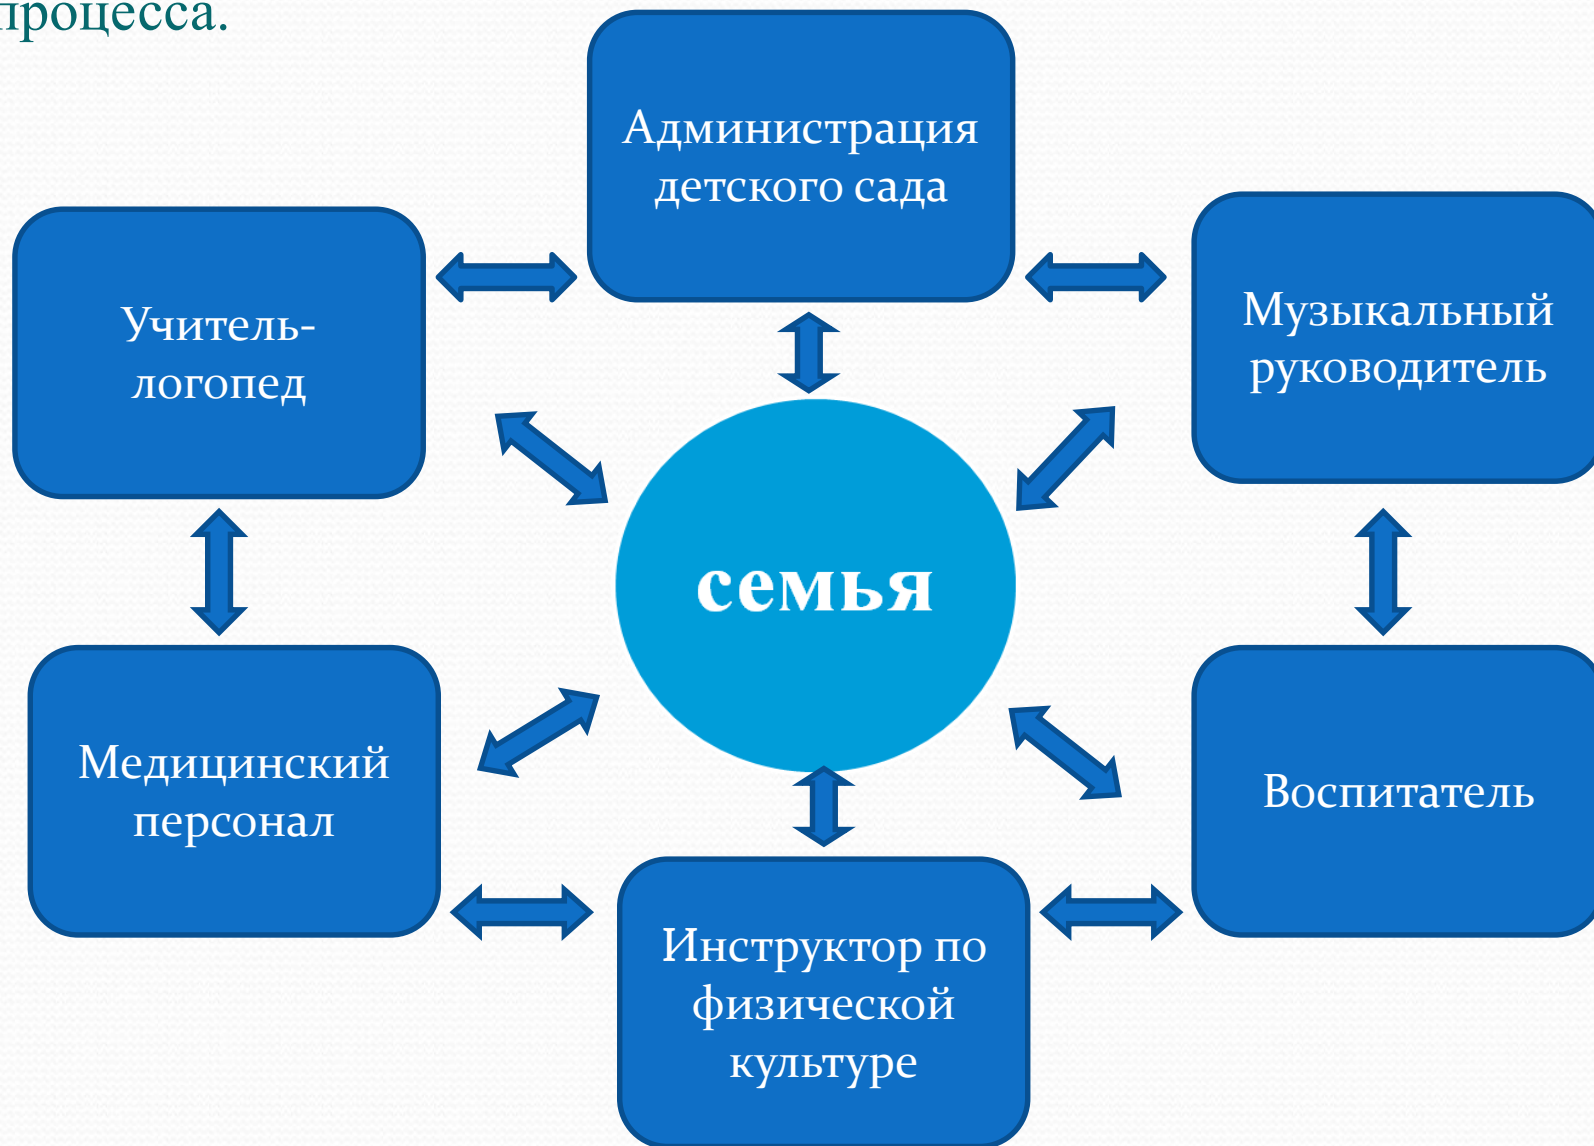 процесса.
Администрация
детского сада
Учитель-
логопед
Музыкальный
руководитель
семья
Медицинский
персонал
Воспитатель
Инструктор по
физической
культуре